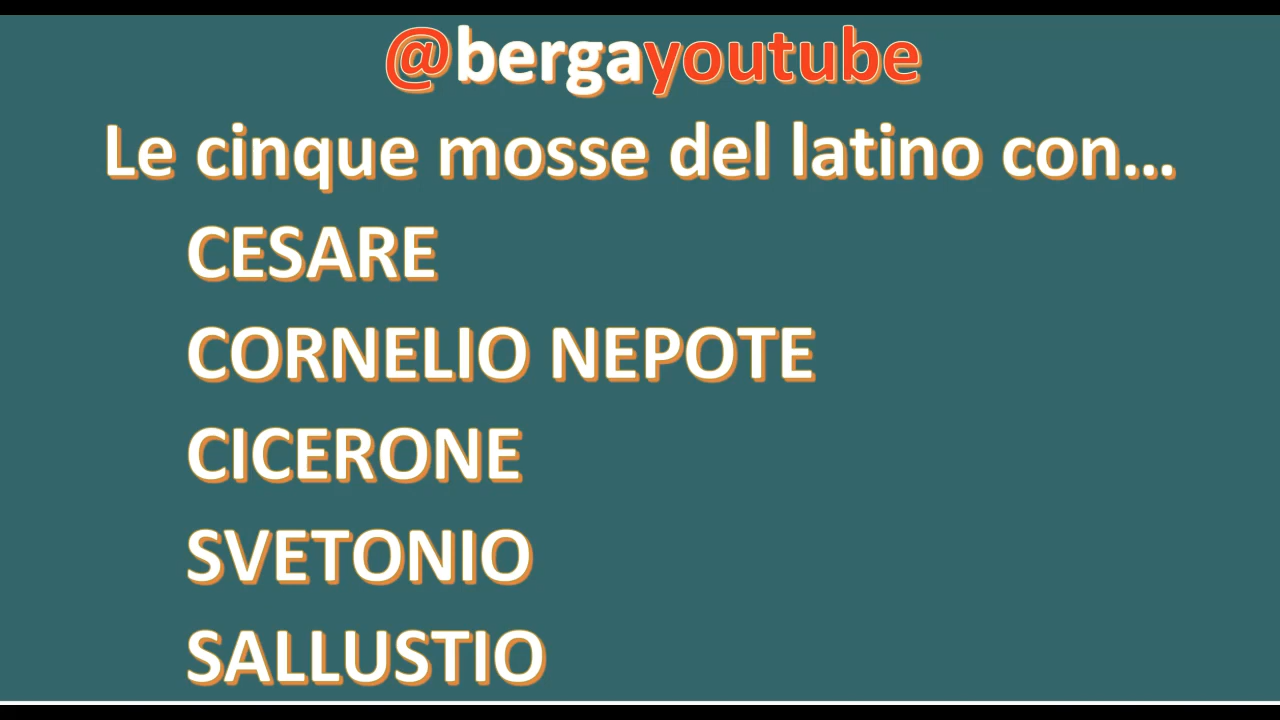 @bergayoutube
Le cinque mosse del latino con...
CESARE
CORNELIO NEPOTE
CICERONE
SVETONIO
SALLUSTIO